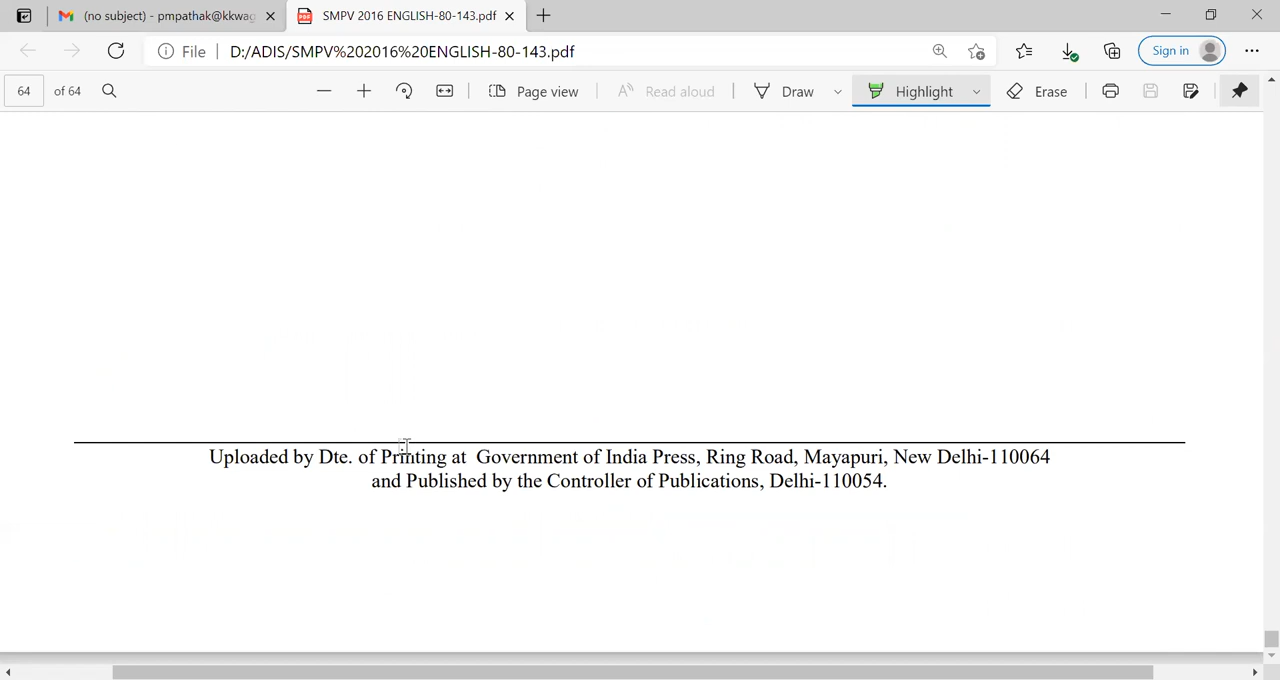 (no subject) - pmpathak@kkwag
SMPV 2016 ENGLISH-80-143.pdf
File D:/ADIS/SMPV%202016%20ENGLISH-80-143.pdf
Sign in
64 of 64
Page view
Read aloud
Draw
Highlight
Erase
Uploaded by Dte. of Printing at Government of India Press, Ring Road, Mayapuri, New Delhi-110064
and Published by the Controller of Publications, Delhi-110054.